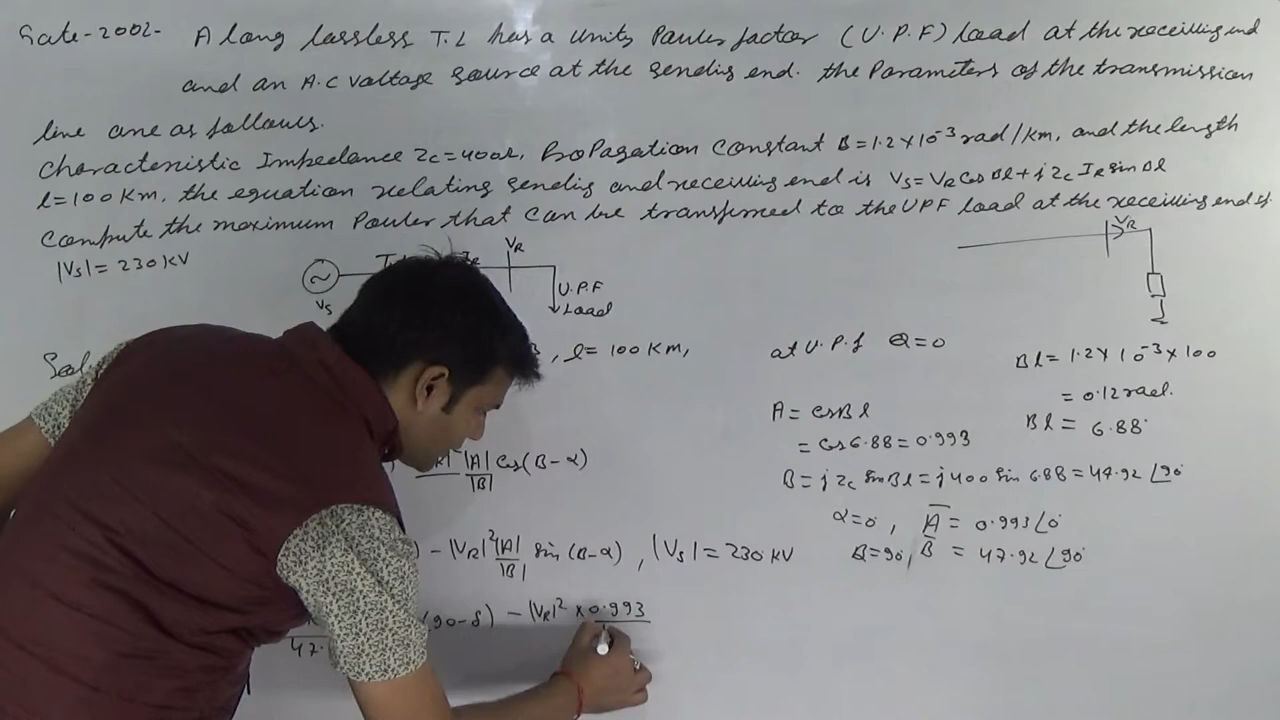 Gate-2002- A long lossless T.L has a unity Power factor (U.P.F) load at the receiving end
and an A.C voltage source at the sending end. the Parameters of the transmission
line are as follows.
Characteristic Impedance Zc=400Ω, Propagation Constant β=1.2×10⁻³ rad/km, and the length
l=100 Km, the equation relating sending and receiving end is Vs=VR Cos βl + j Zc IR Sin βl
Compute the maximum Power that can be transferred to the UPF load at the receiving end if
|Vs|=230 kV
VR
Vs
U.P.F
Load
VR
, l= 100 KM,
|A|/|B| Cos(β-α)
) - |VR|² |A|/|B| Sin(β-α), |Vs|=230 kV
47.
(90-δ) - |VR|² × 0.993
at U.P.f Q=0
A = Cosβl
= Cos 6.88 = 0.993
B = j Zc Sinβl = j 400 Sin 6.88 = 47.92 ∠90°
α=0°, A = 0.993∠0°
β=90°, B = 47.92∠90°
βl = 1.2×10⁻³×100
= 0.12 rad.
βl = 6.88°